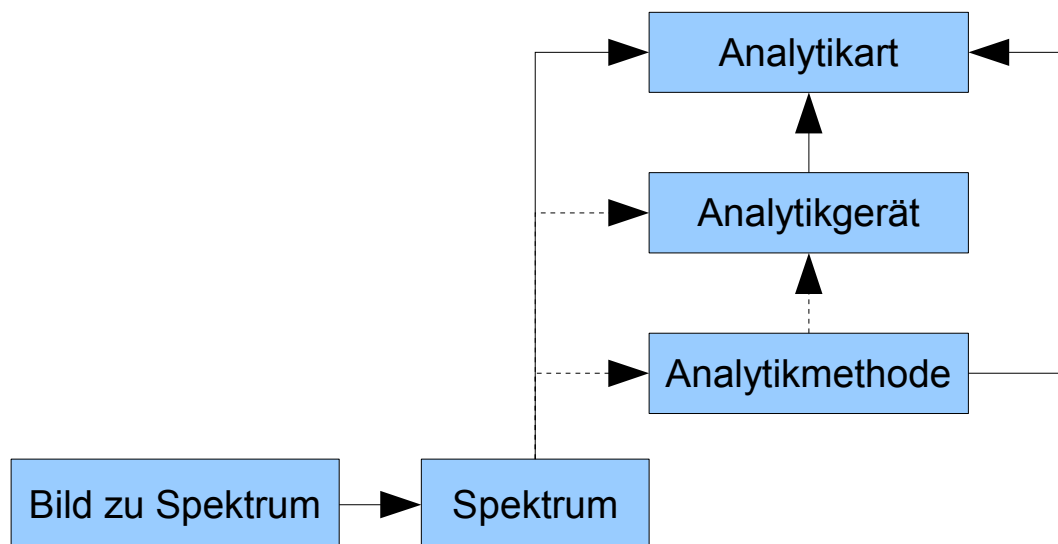 Analytikart
Analytikgerät
Analytikmethode
Bild zu Spektrum
Spektrum